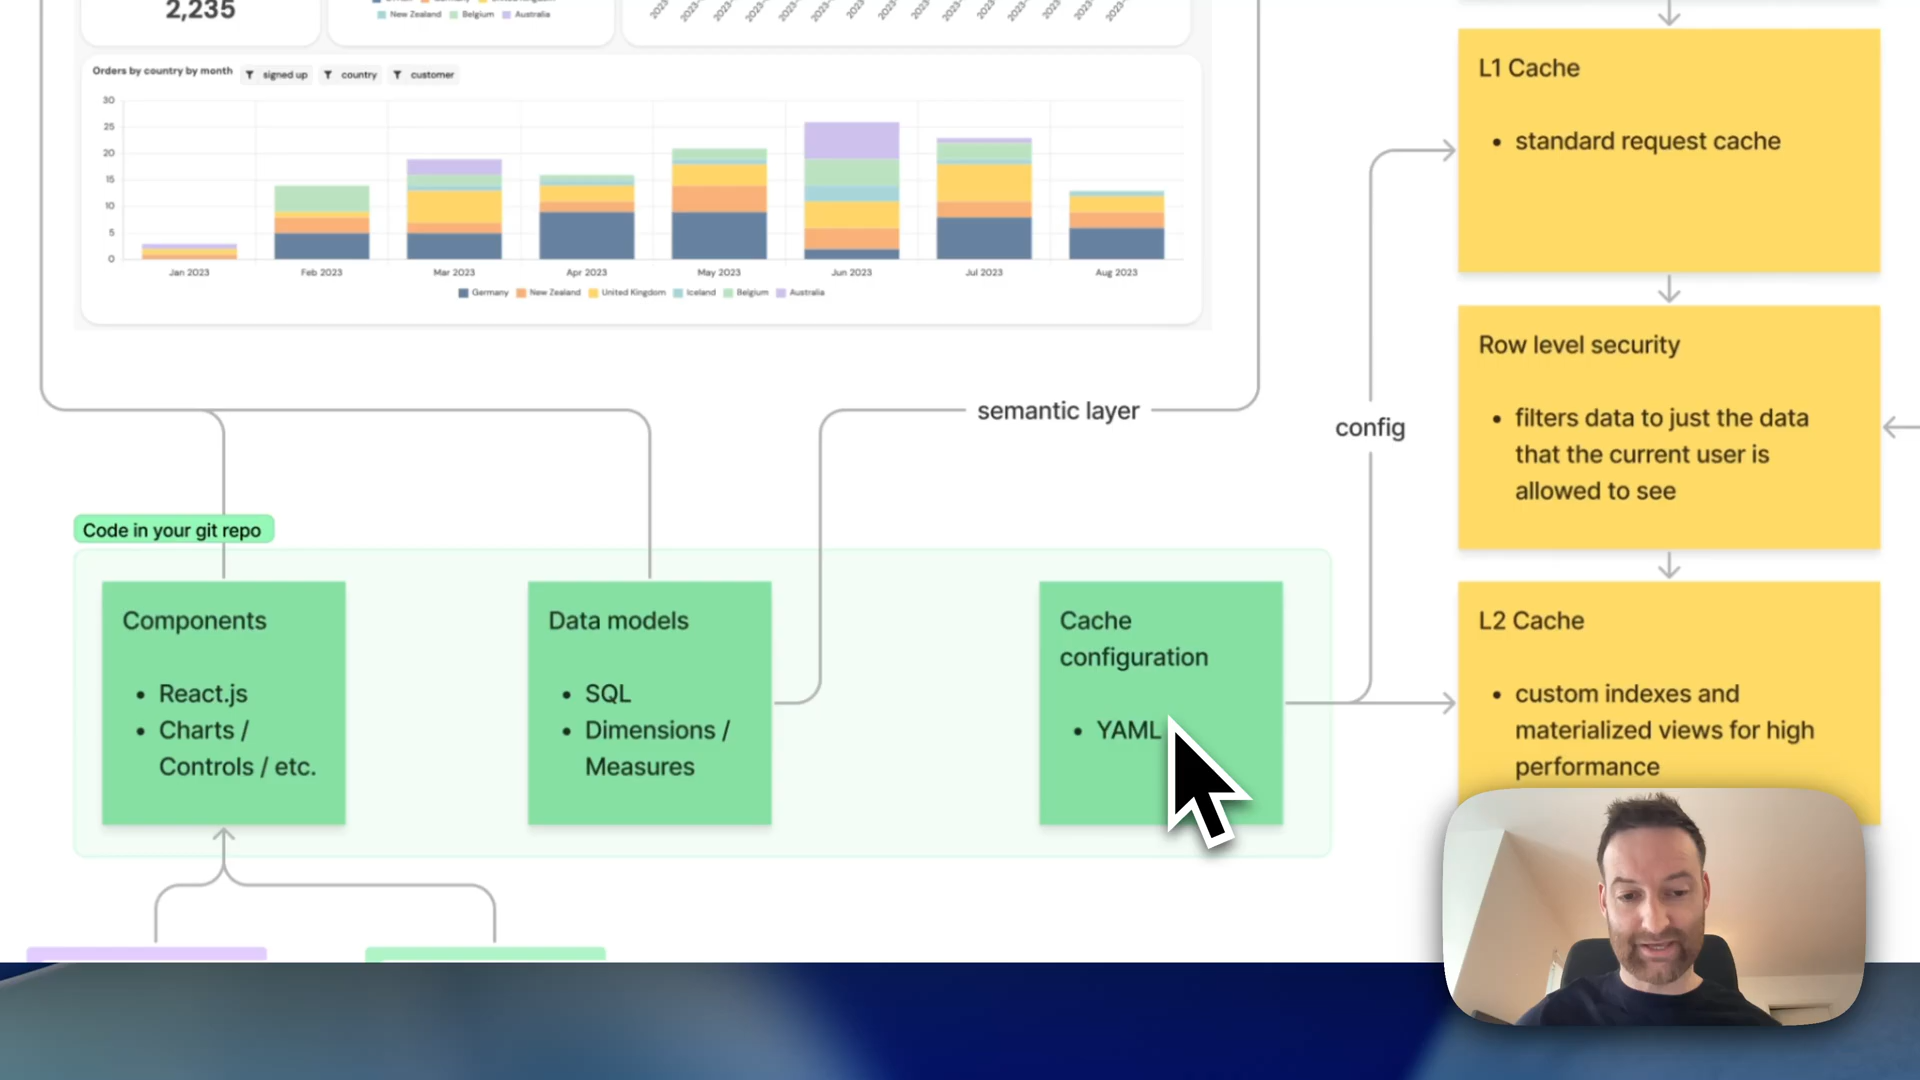 2,235
New Zealand Belgium Australia
Orders by country by month signed up country customer
30
25
20
15
10
5
0
Jan 2023 Feb 2023 Mar 2023 Apr 2023 May 2023 Jun 2023 Jul 2023 Aug 2023
Germany New Zealand United Kingdom Iceland Belgium Australia
semantic layer
config
Code in your git repo
Components
• React.js
• Charts /
Controls / etc.
Data models
• SQL
• Dimensions /
Measures
Cache
configuration
• YAML
L1 Cache
• standard request cache
Row level security
• filters data to just the data
that the current user is
allowed to see
L2 Cache
• custom indexes and
materialized views for high
performance